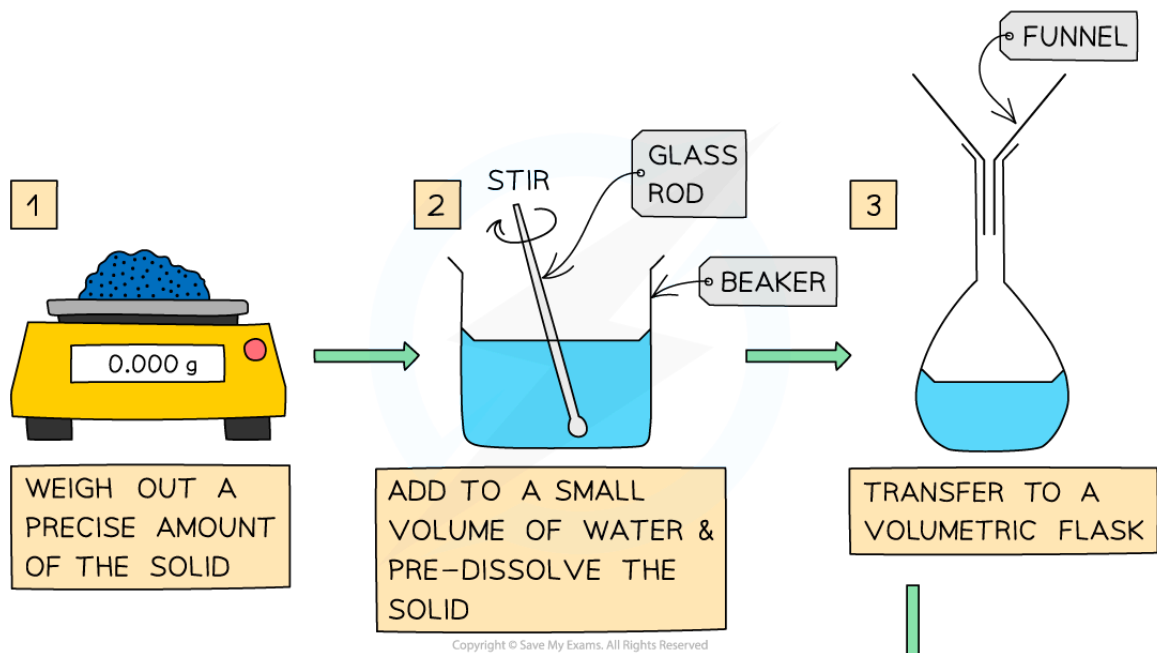 FUNNEL
GLASS
ROD
STIR
1
2
3
BEAKER
0.000 g
WEIGH OUT A
PRECISE AMOUNT
OF THE SOLID
ADD TO A SMALL
VOLUME OF WATER &
PRE-DISSOLVE THE
SOLID
TRANSFER TO A
VOLUMETRIC FLASK
Copyright © Save My Exams. All Rights Reserved